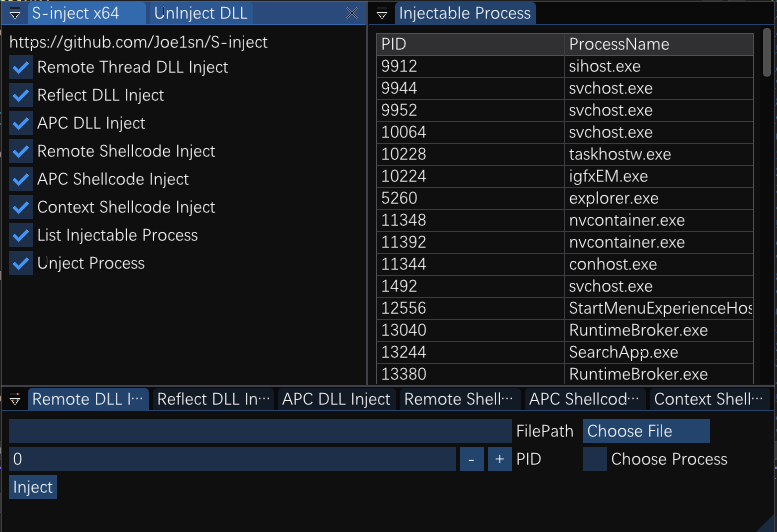 S-inject x64 UnInject DLL
https://github.com/Joe1sn/S-inject
Remote Thread DLL Inject
Reflect DLL Inject
APC DLL Inject
Remote Shellcode Inject
APC Shellcode Inject
Context Shellcode Inject
List Injectable Process
Unject Process
Injectable Process
PID ProcessName
9912 sihost.exe
9944 svchost.exe
9952 svchost.exe
10064 svchost.exe
10228 taskhostw.exe
10224 igfxEM.exe
5260 explorer.exe
11348 nvcontainer.exe
11392 nvcontainer.exe
11344 conhost.exe
1492 svchost.exe
12556 StartMenuExperienceHos
13040 RuntimeBroker.exe
13244 SearchApp.exe
13380 RuntimeBroker.exe
Remote DLL I··· Reflect DLL In··· APC DLL Inject Remote Shell··· APC Shellcod··· Context Shell···
FilePath Choose File
0 - + PID Choose Process
Inject